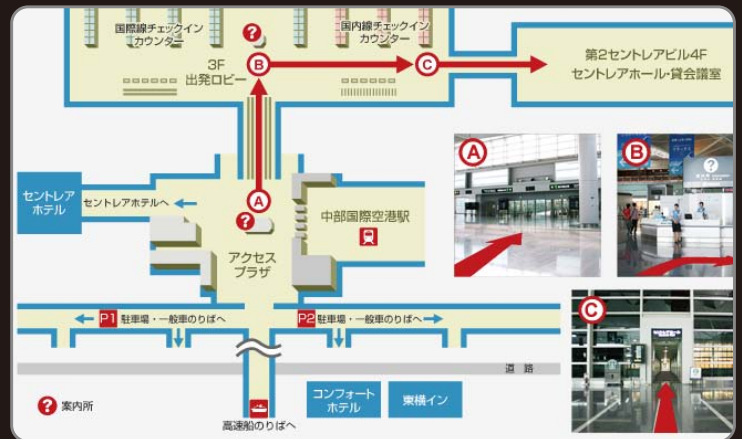 国際線チェックイン
カウンター
?
国内線チェックイン
カウンター
3F
出発ロビー
B
C
第2セントレアビル4F
セントレアホール・貸会議室
A
B
?
セントレア
ホテル
セントレアホテルへ
A
?
中部国際空港駅
アクセス
プラザ
P1 駐車場・一般車のりばへ
P2 駐車場・一般車のりばへ
C
道路
? 案内所
コンフォート
ホテル
東横イン
高速船のりばへ